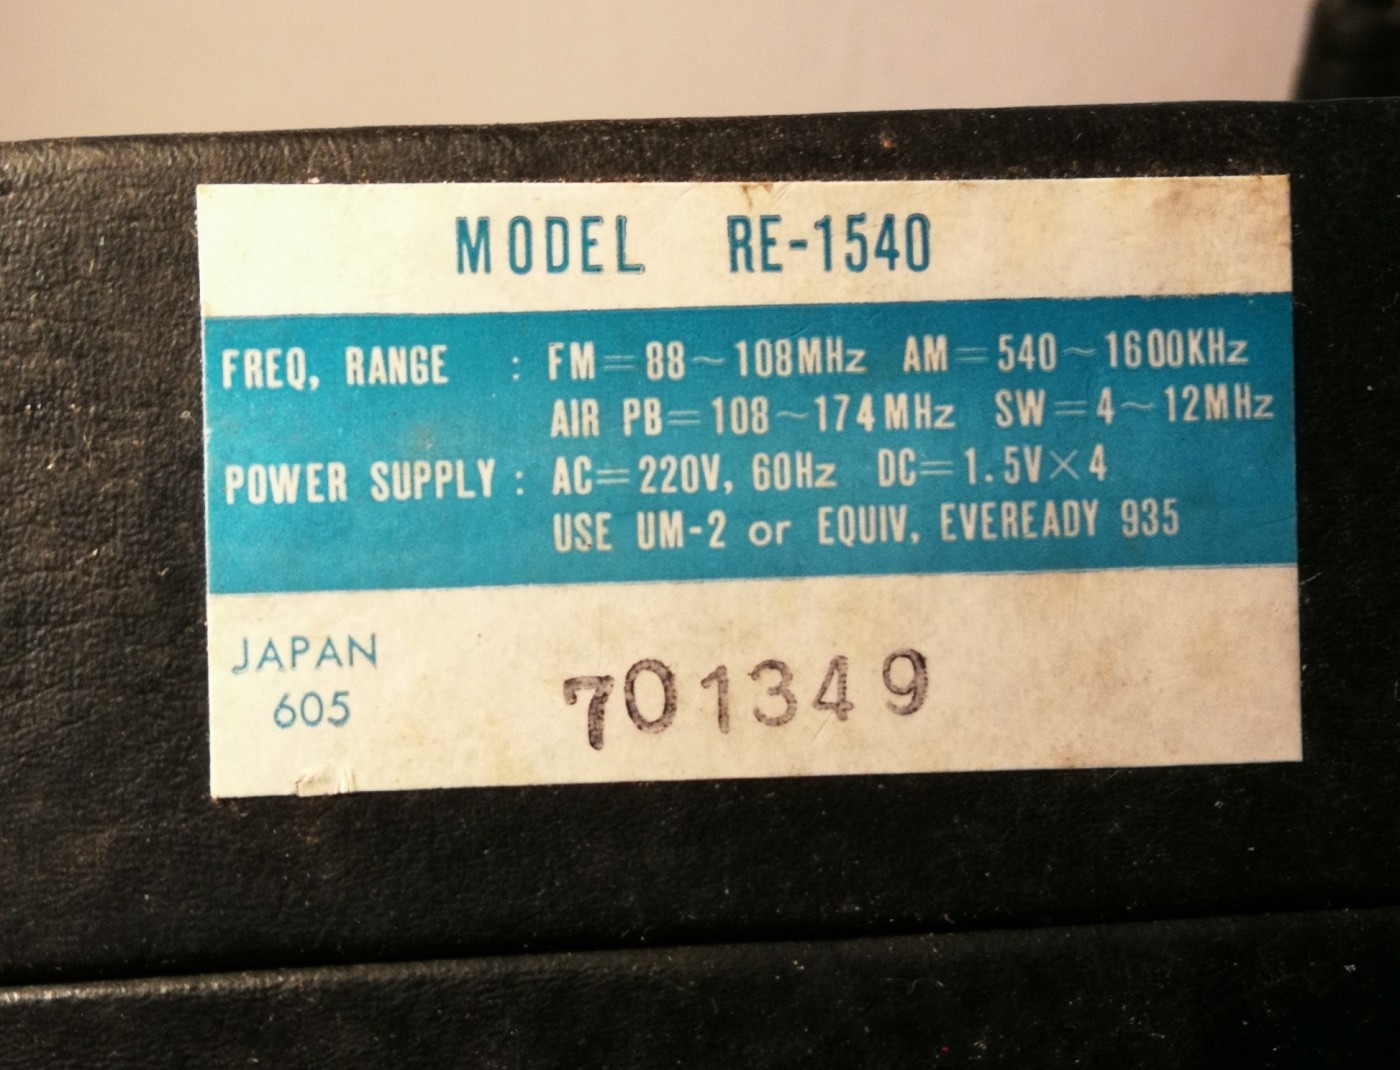 MODEL RE-1540
FREQ, RANGE : FM=88~108MHz AM=540~1600KHz
AIR PB=108~174MHz SW=4~12MHz
POWER SUPPLY : AC=220V, 60Hz DC=1.5V×4
USE UM-2 or EQUIV, EVEREADY 935
JAPAN
605
701349